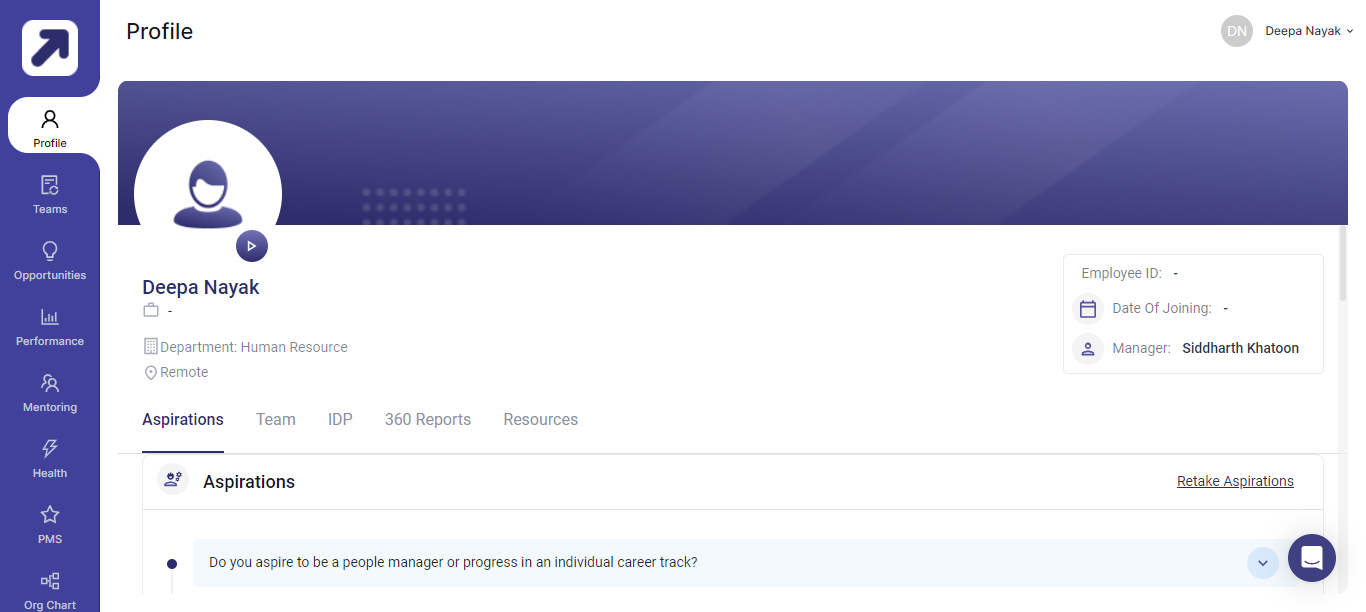 Profile
DN
Deepa Nayak
Profile
Teams
Opportunities
Performance
Mentoring
Health
PMS
Org Chart
Deepa Nayak
-
Department: Human Resource
Remote
Employee ID: -
Date Of Joining: -
Manager: Siddharth Khatoon
Aspirations Team IDP 360 Reports Resources
Aspirations
Retake Aspirations
Do you aspire to be a people manager or progress in an individual career track?